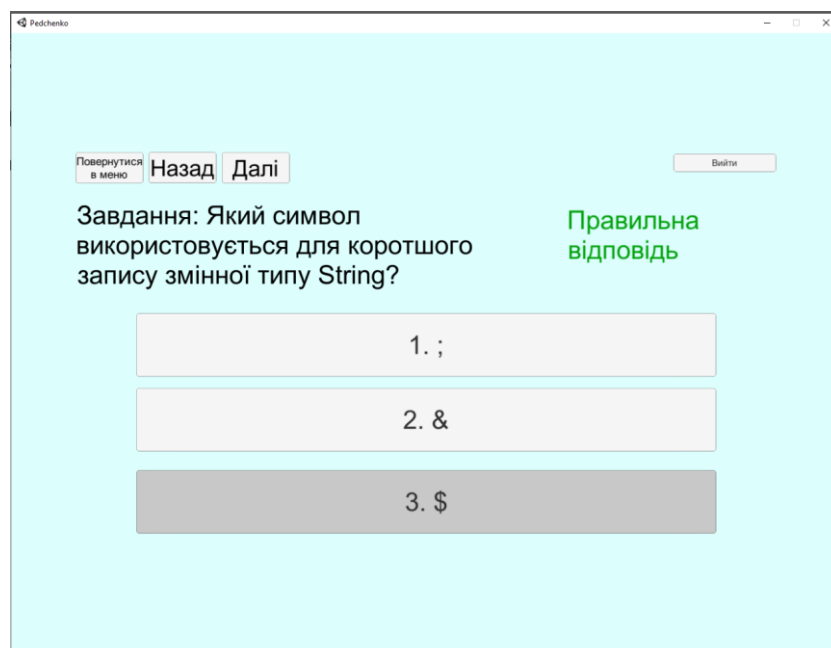 Pedchenko
Повернутися
в меню
Назад
Далі
Вийти
Завдання: Який символ
використовується для коротшого
запису змінної типу String?
Правильна
відповідь
1. ;
2. &
3. $